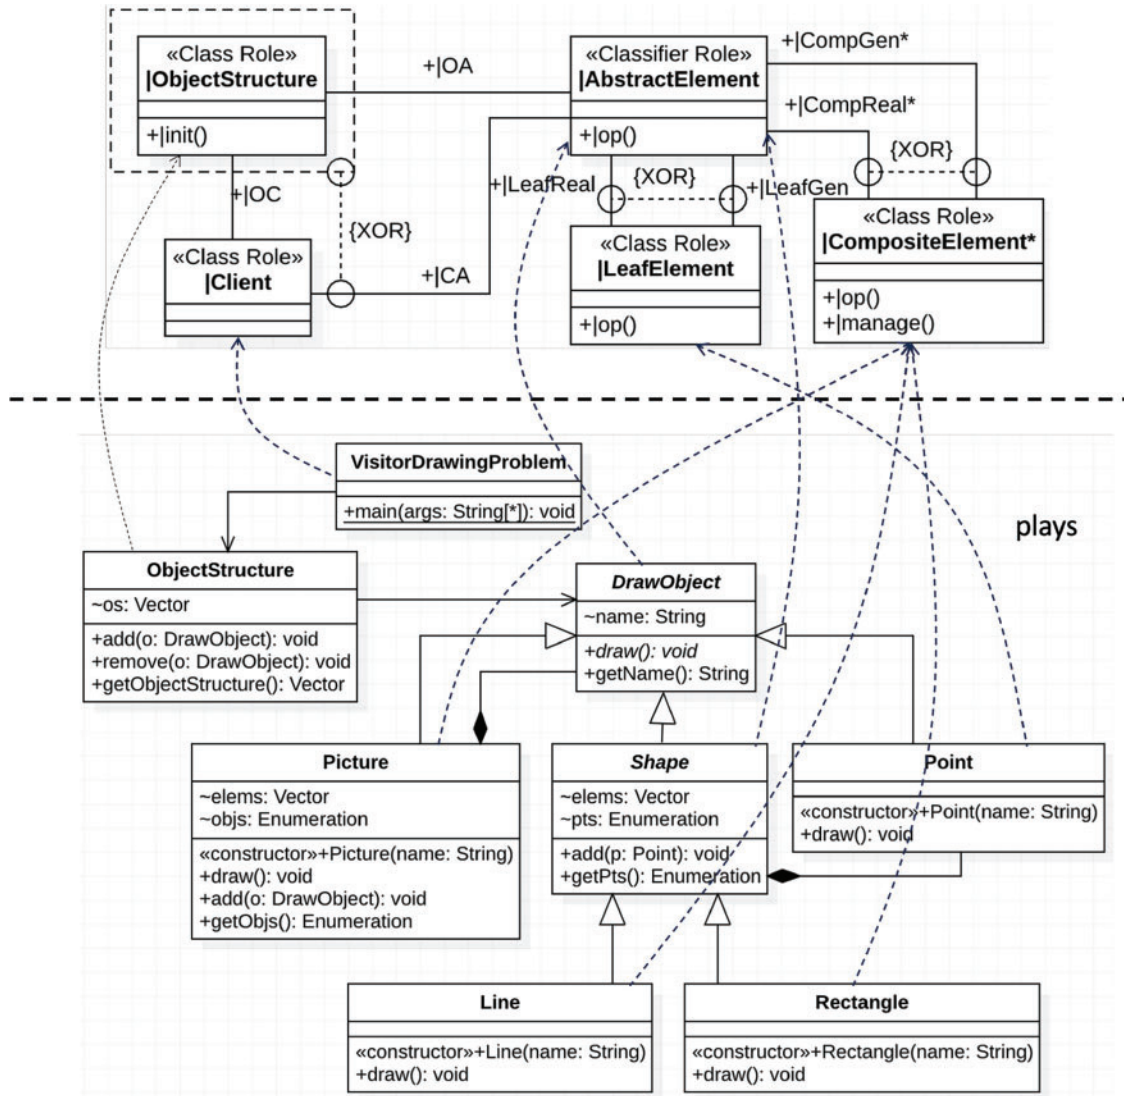 «Class Role»
|ObjectStructure
+|init()
+|OA
«Classifier Role»
|AbstractElement
+|op()
+|CompGen*
+|CompReal*
{XOR}
+|OC
{XOR}
+|LeafReal
{XOR}
+|LeafGen
«Class Role»
|Client
+|CA
«Class Role»
|LeafElement
+|op()
«Class Role»
|CompositeElement*
+|op()
+|manage()
VisitorDrawingProblem
+main(args: String[*]): void
plays
ObjectStructure
~os: Vector
+add(o: DrawObject): void
+remove(o: DrawObject): void
+getObjectStructure(): Vector
DrawObject
~name: String
+draw(): void
+getName(): String
Picture
~elems: Vector
~objs: Enumeration
«constructor»+Picture(name: String)
+draw(): void
+add(o: DrawObject): void
+getObjs(): Enumeration
Shape
~elems: Vector
~pts: Enumeration
+add(p: Point): void
+getPts(): Enumeration
Point
«constructor»+Point(name: String)
+draw(): void
Line
«constructor»+Line(name: String)
+draw(): void
Rectangle
«constructor»+Rectangle(name: String)
+draw(): void